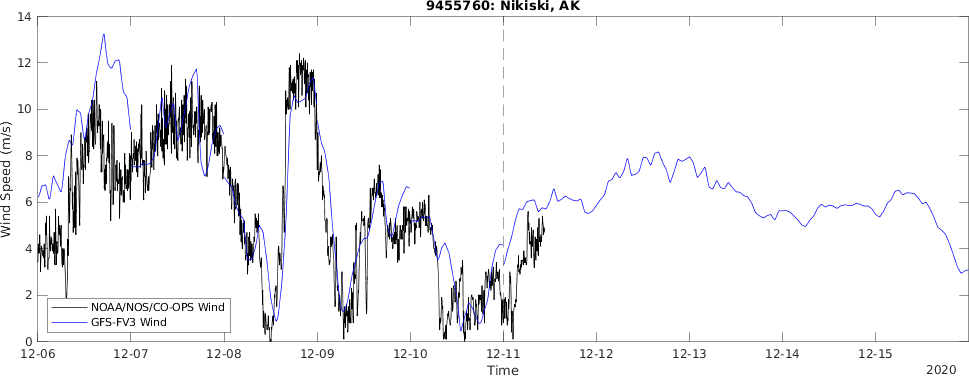 9455760: Nikiski, AK
Wind Speed (m/s)
14
12
10
8
6
4
2
0
NOAA/NOS/CO-OPS Wind
GFS-FV3 Wind
12-06 12-07 12-08 12-09 12-10 12-11 12-12 12-13 12-14 12-15
Time
2020